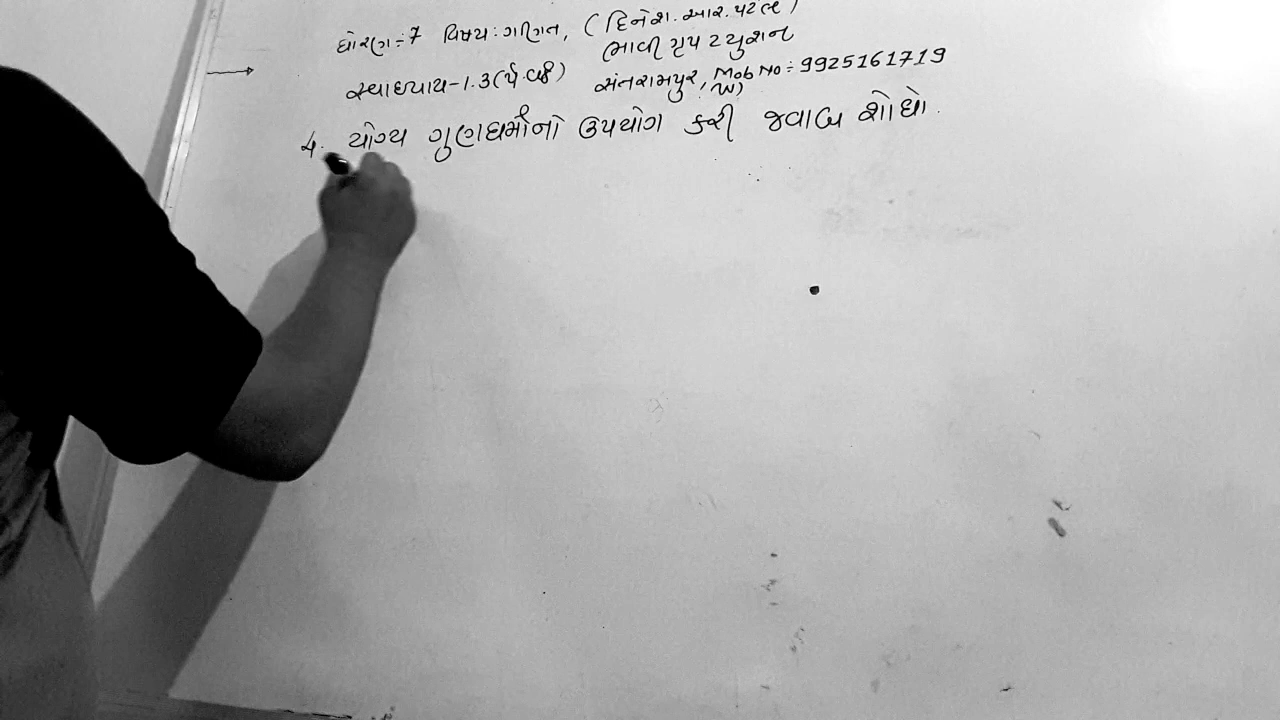 ધોરણ÷7 વિષય: ગણિત, (દિનેશ. આર. પટેલ)
ભાવી ગૃપ ટયુશન
સ્વાધ્યાય-1.3(પે. સંતરામપુર, Mob No÷9925161719
(W)
4. યોગ્ય ગુણધર્મોનો ઉપયોગ કરી જવાબ શોધો.